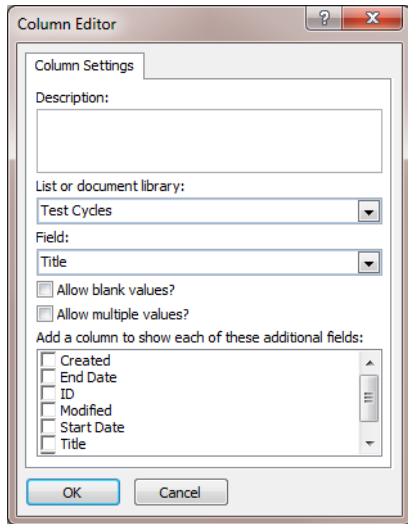 Column Editor
Column Settings
Description:
List or document library:
Test Cycles
Field:
Title
Allow blank values?
Allow multiple values?
Add a column to show each of these additional fields:
Created
End Date
ID
Modified
Start Date
Title
OK Cancel